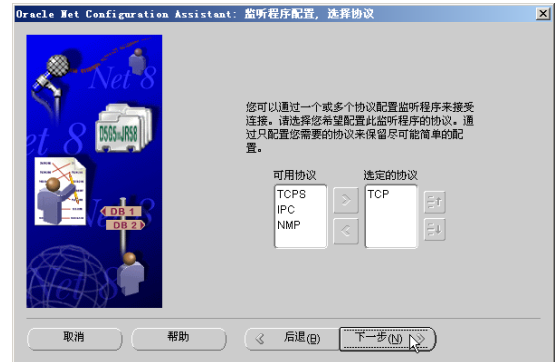 Oracle Net Configuration Assistant: 监听程序配置, 选择协议
Net 8
et 8
DSGS-JRS8
DB 1
DB 2
您可以通过一个或多个协议配置监听程序来接受
连接。请选择您希望配置此监听程序的协议。通
过只配置您需要的协议来保留尽可能简单的配
置。
可用协议
选定的协议
TCPS
IPC
NMP
TCP
取消
帮助
后退(B)
下一步(N)